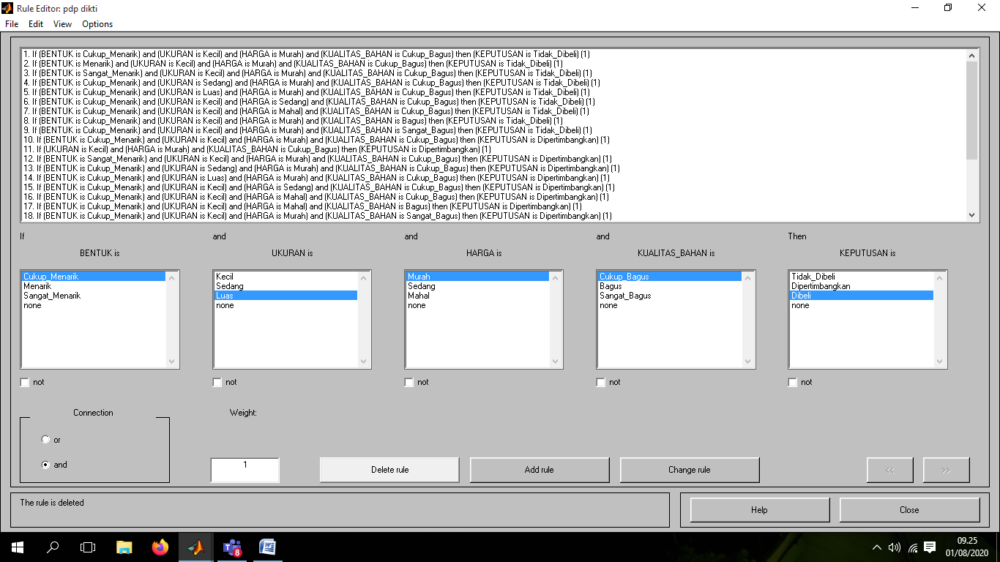 Rule Editor: pdp dikti
File Edit View Options
1. If (BENTUK is Cukup_Menarik) and (UKURAN is Kecil) and (HARGA is Murah) and (KUALITAS_BAHAN is Cukup_Bagus) then (KEPUTUSAN is Tidak_Dibeli) (1)
2. If (BENTUK is Menarik) and (UKURAN is Kecil) and (HARGA is Murah) and (KUALITAS_BAHAN is Cukup_Bagus) then (KEPUTUSAN is Tidak_Dibeli) (1)
3. If (BENTUK is Sangat_Menarik) and (UKURAN is Kecil) and (HARGA is Murah) and (KUALITAS_BAHAN is Cukup_Bagus) then (KEPUTUSAN is Tidak_Dibeli) (1)
4. If (BENTUK is Cukup_Menarik) and (UKURAN is Sedang) and (HARGA is Murah) and (KUALITAS_BAHAN is Cukup_Bagus) then (KEPUTUSAN is Tidak_Dibeli) (1)
5. If (BENTUK is Cukup_Menarik) and (UKURAN is Luas) and (HARGA is Murah) and (KUALITAS_BAHAN is Cukup_Bagus) then (KEPUTUSAN is Tidak_Dibeli) (1)
6. If (BENTUK is Cukup_Menarik) and (UKURAN is Kecil) and (HARGA is Sedang) and (KUALITAS_BAHAN is Cukup_Bagus) then (KEPUTUSAN is Tidak_Dibeli) (1)
7. If (BENTUK is Cukup_Menarik) and (UKURAN is Kecil) and (HARGA is Mahal) and (KUALITAS_BAHAN is Cukup_Bagus) then (KEPUTUSAN is Tidak_Dibeli) (1)
8. If (BENTUK is Cukup_Menarik) and (UKURAN is Kecil) and (HARGA is Murah) and (KUALITAS_BAHAN is Bagus) then (KEPUTUSAN is Tidak_Dibeli) (1)
9. If (BENTUK is Cukup_Menarik) and (UKURAN is Kecil) and (HARGA is Murah) and (KUALITAS_BAHAN is Sangat_Bagus) then (KEPUTUSAN is Tidak_Dibeli) (1)
10. If (BENTUK is Cukup_Menarik) and (UKURAN is Kecil) and (HARGA is Murah) and (KUALITAS_BAHAN is Cukup_Bagus) then (KEPUTUSAN is Dipertimbangkan) (1)
11. If (UKURAN is Kecil) and (HARGA is Murah) and (KUALITAS_BAHAN is Cukup_Bagus) then (KEPUTUSAN is Dipertimbangkan) (1)
12. If (BENTUK is Sangat_Menarik) and (UKURAN is Kecil) and (HARGA is Murah) and (KUALITAS_BAHAN is Cukup_Bagus) then (KEPUTUSAN is Dipertimbangkan) (1)
13. If (BENTUK is Cukup_Menarik) and (UKURAN is Sedang) and (HARGA is Murah) and (KUALITAS_BAHAN is Cukup_Bagus) then (KEPUTUSAN is Dipertimbangkan) (1)
14. If (BENTUK is Cukup_Menarik) and (UKURAN is Luas) and (HARGA is Murah) and (KUALITAS_BAHAN is Cukup_Bagus) then (KEPUTUSAN is Dipertimbangkan) (1)
15. If (BENTUK is Cukup_Menarik) and (UKURAN is Kecil) and (HARGA is Sedang) and (KUALITAS_BAHAN is Cukup_Bagus) then (KEPUTUSAN is Dipertimbangkan) (1)
16. If (BENTUK is Cukup_Menarik) and (UKURAN is Kecil) and (HARGA is Mahal) and (KUALITAS_BAHAN is Cukup_Bagus) then (KEPUTUSAN is Dipertimbangkan) (1)
17. If (BENTUK is Cukup_Menarik) and (UKURAN is Kecil) and (HARGA is Mahal) and (KUALITAS_BAHAN is Bagus) then (KEPUTUSAN is Dipertimbangkan) (1)
18. If (BENTUK is Cukup_Menarik) and (UKURAN is Kecil) and (HARGA is Murah) and (KUALITAS_BAHAN is Sangat_Bagus) then (KEPUTUSAN is Dipertimbangkan) (1)
If and and and Then
BENTUK is UKURAN is HARGA is KUALITAS_BAHAN is KEPUTUSAN is
Cukup_Menarik Kecil Murah Cukup_Bagus Tidak_Dibeli
Menarik Sedang Sedang Bagus Dipertimbangkan
Sangat_Menarik Luas Mahal Sangat_Bagus Dibeli
none none none none none
not not not not not
Connection Weight:
or
and 1 Delete rule Add rule Change rule << >>
The rule is deleted Help Close
8
09.25
01/08/2020